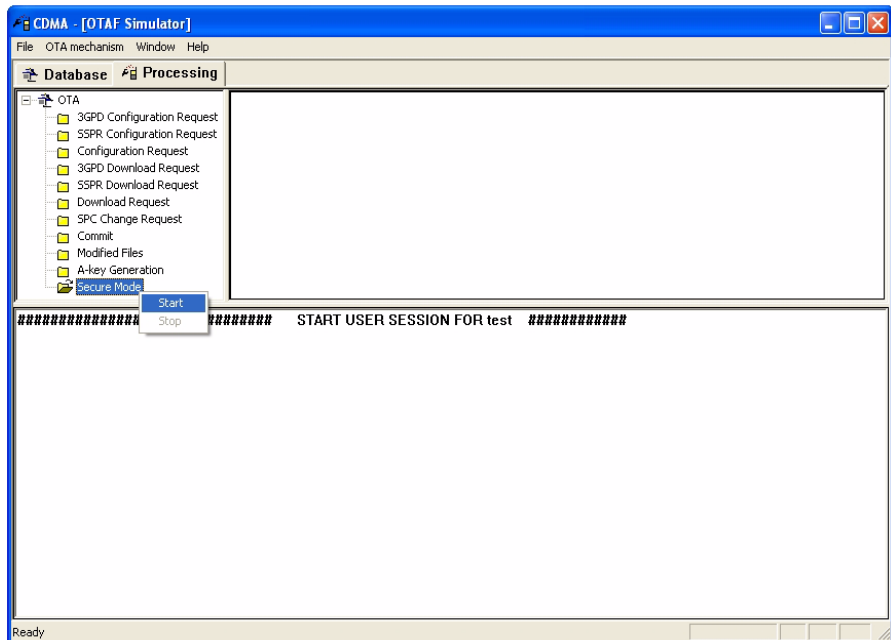 CDMA - [OTAF Simulator]
File OTA mechanism Window Help
Database Processing
OTA
3GPD Configuration Request
SSPR Configuration Request
Configuration Request
3GPD Download Request
SSPR Download Request
Download Request
SPC Change Request
Commit
Modified Files
A-key Generation
Secure Mode
Start
Stop
############### ######## START USER SESSION FOR test ############
Ready